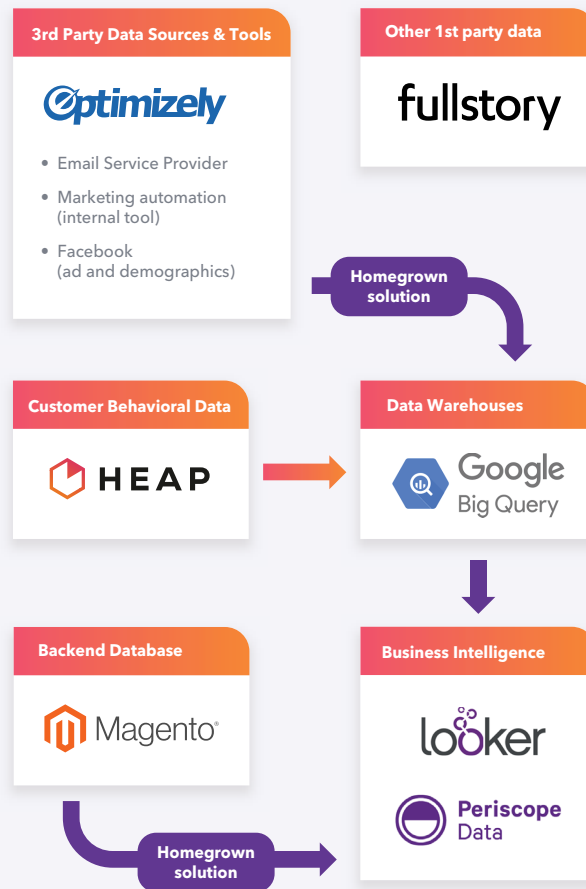 3rd Party Data Sources & Tools
Optimizely
• Email Service Provider
• Marketing automation
(internal tool)
• Facebook
(ad and demographics)
Other 1st party data
fullstory
Homegrown
solution
Customer Behavioral Data
HEAP
Data Warehouses
Google
Big Query
Backend Database
Magento®
Business Intelligence
looker
Periscope
Data
Homegrown
solution